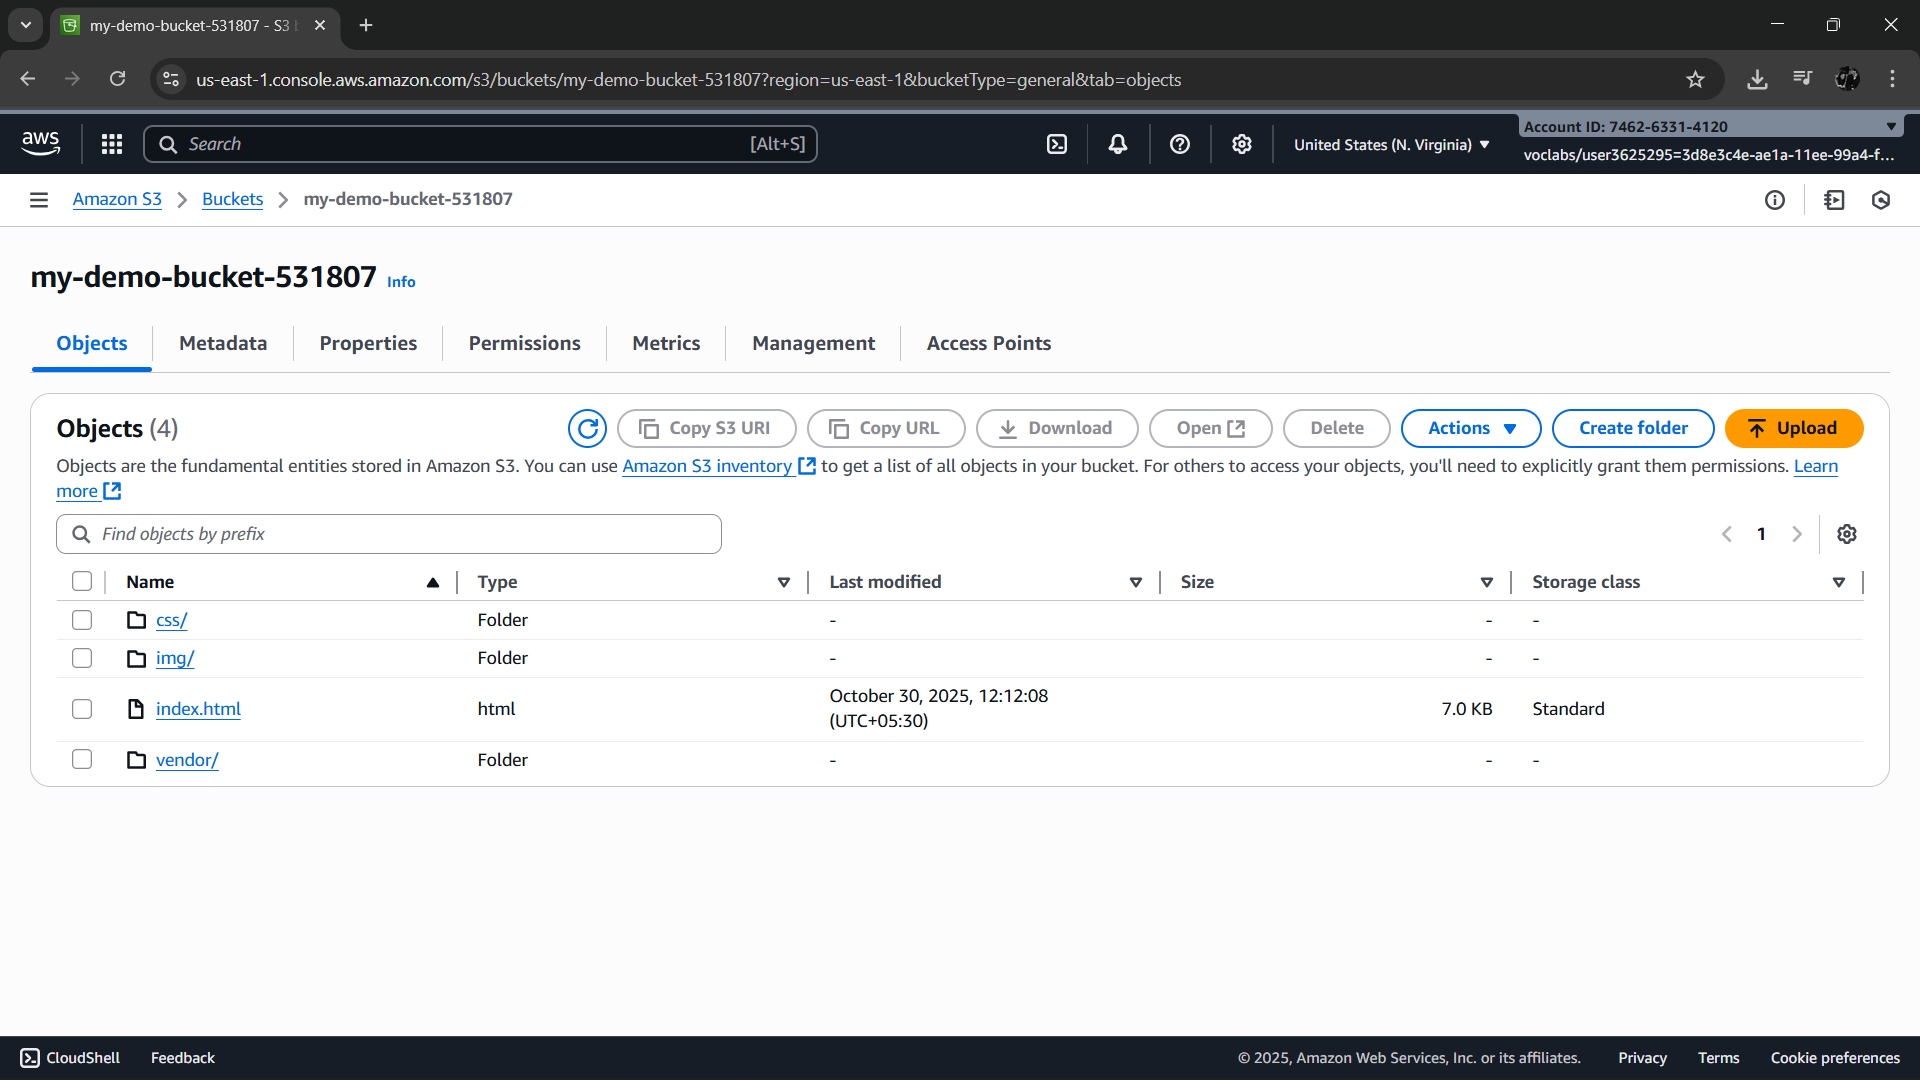 my-demo-bucket-531807 - S3 b
us-east-1.console.aws.amazon.com/s3/buckets/my-demo-bucket-531807?region=us-east-1&bucketType=general&tab=objects
aws
Search [Alt+S]
United States (N. Virginia)
Account ID: 7462-6331-4120
voclabs/user3625295=3d8e3c4e-ae1a-11ee-99a4-f...
Amazon S3 Buckets my-demo-bucket-531807
my-demo-bucket-531807 Info
Objects Metadata Properties Permissions Metrics Management Access Points
Objects (4) Copy S3 URI Copy URL Download Open Delete Actions Create folder Upload
Objects are the fundamental entities stored in Amazon S3. You can use Amazon S3 inventory to get a list of all objects in your bucket. For others to access your objects, you'll need to explicitly grant them permissions. Learn
more
Find objects by prefix 1
Name Type Last modified Size Storage class
css/ Folder - - -
img/ Folder - - -
index.html html October 30, 2025, 12:12:08
(UTC+05:30) 7.0 KB Standard
vendor/ Folder - - -
CloudShell Feedback © 2025, Amazon Web Services, Inc. or its affiliates. Privacy Terms Cookie preferences